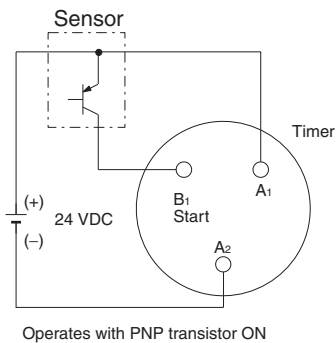 Sensor
Timer
A1
B1
Start
(+)
24 VDC
A2
(−)
Operates with PNP transistor ON